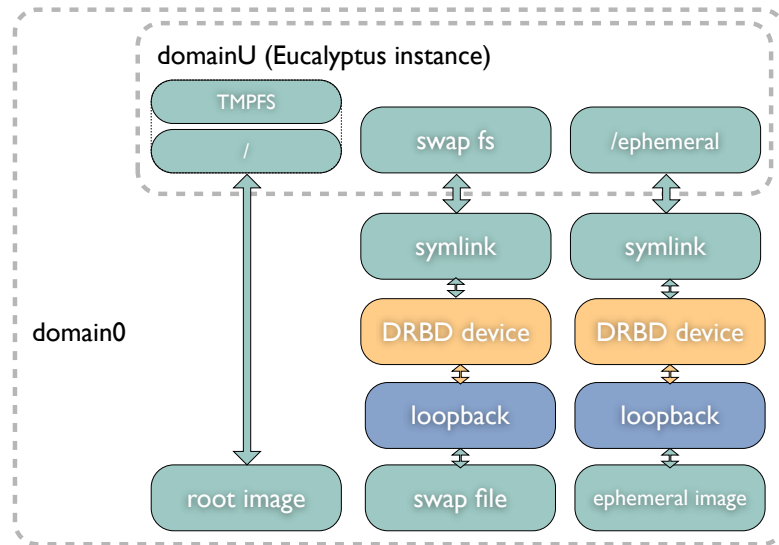 domainU (Eucalyptus instance)
TMPFS
/
swap fs
/ephemeral
symlink
symlink
domain0
DRBD device
DRBD device
loopback
loopback
root image
swap file
ephemeral image